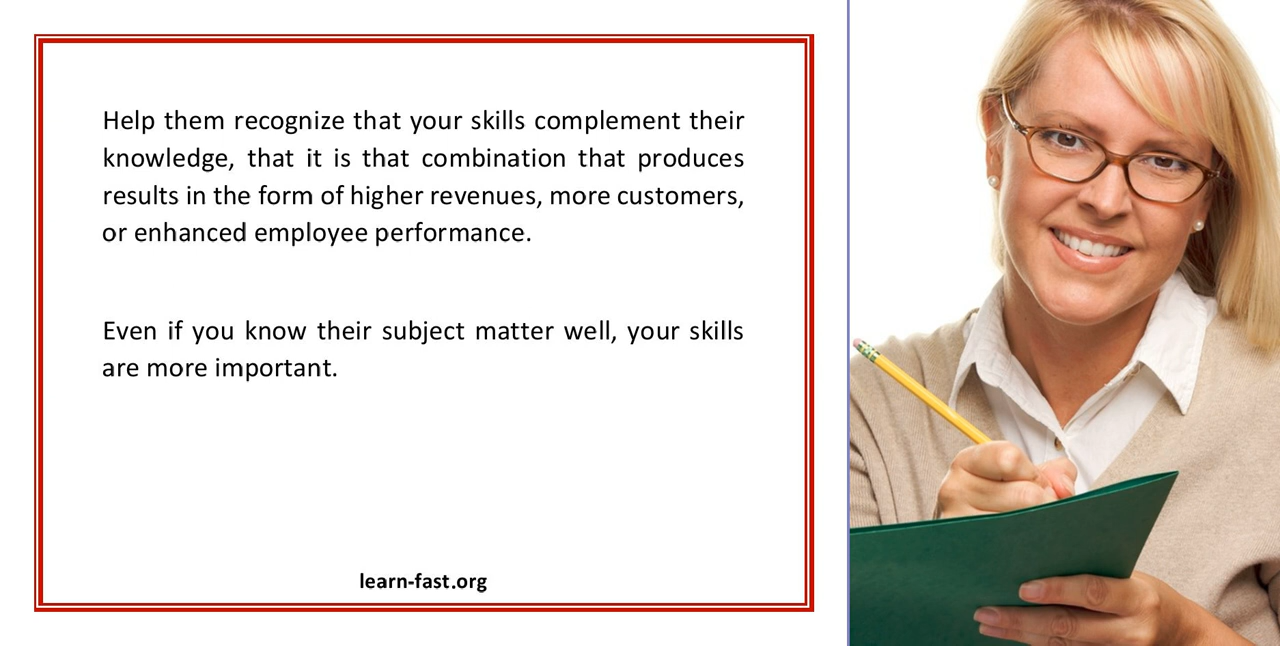 Help them recognize that your skills complement their
knowledge, that it is that combination that produces
results in the form of higher revenues, more customers,
or enhanced employee performance.
Even if you know their subject matter well, your skills
are more important.
learn-fast.org